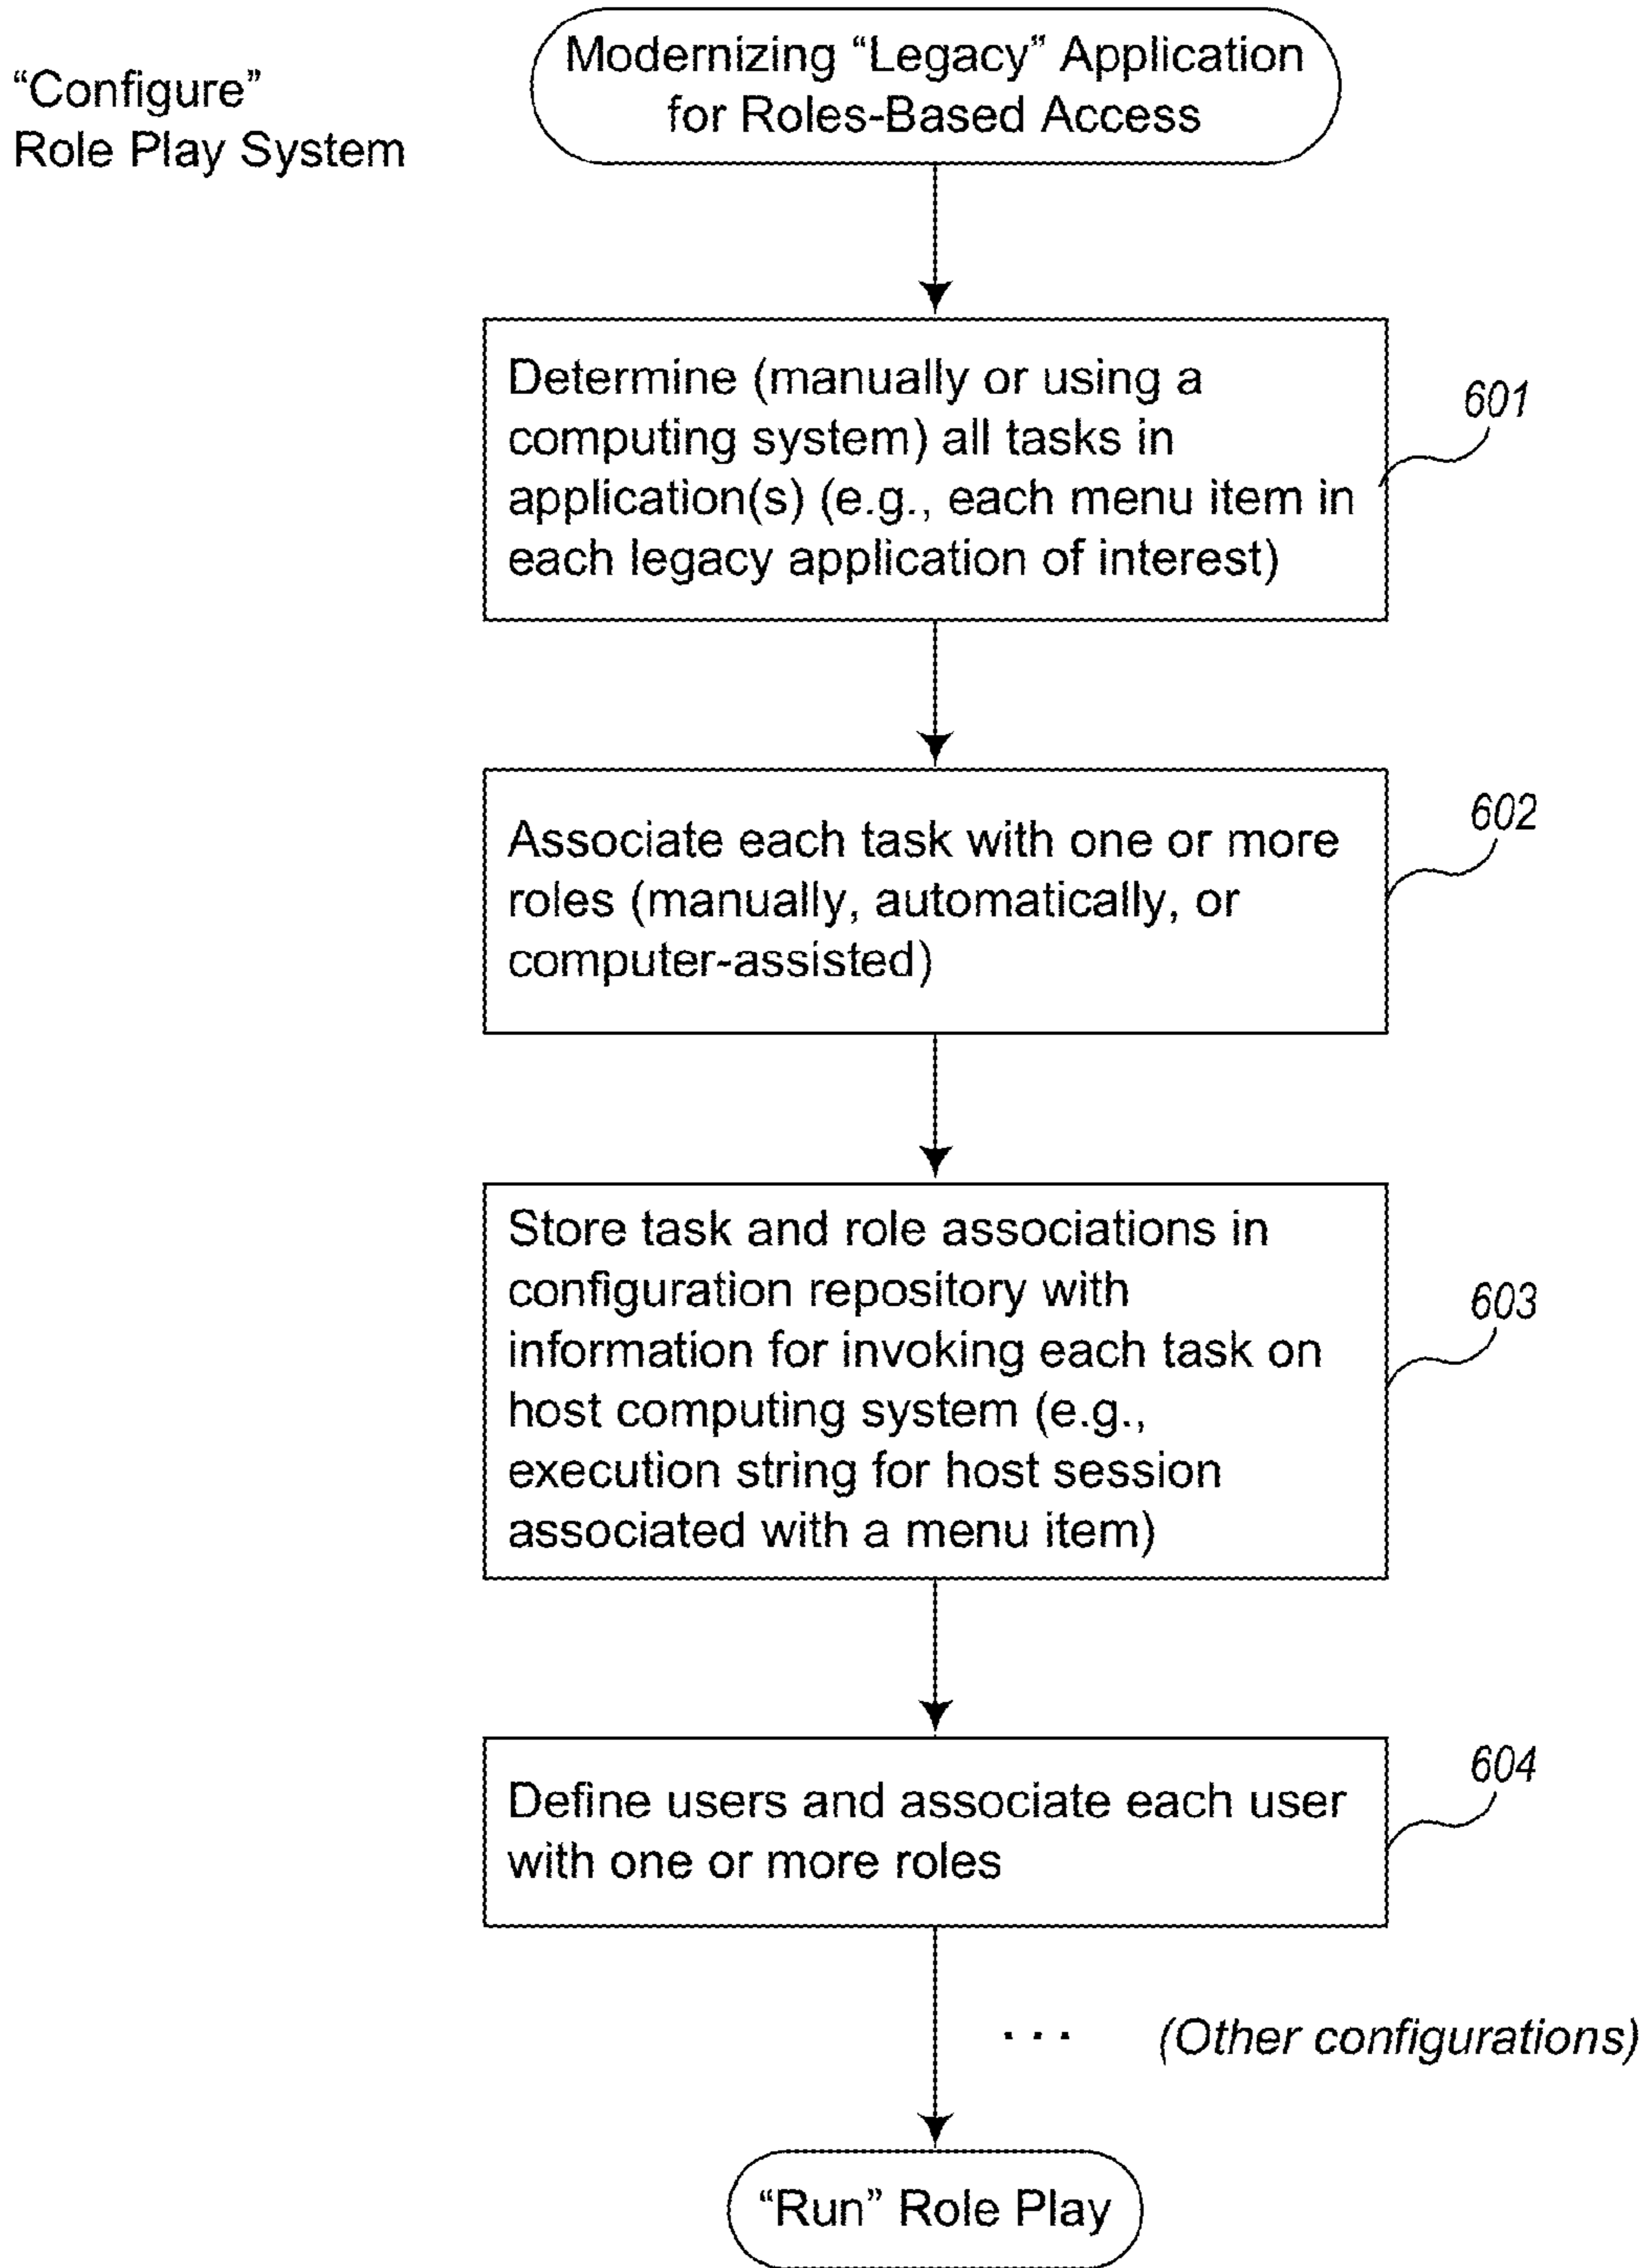 “Configure”
Role Play System
Modernizing “Legacy” Application
for Roles-Based Access
Determine (manually or using a
computing system) all tasks in
application(s) (e.g., each menu item in
each legacy application of interest)
601
Associate each task with one or more
roles (manually, automatically, or
computer-assisted)
602
Store task and role associations in
configuration repository with
information for invoking each task on
host computing system (e.g.,
execution string for host session
associated with a menu item)
603
Define users and associate each user
with one or more roles
604
... (Other configurations)
“Run” Role Play